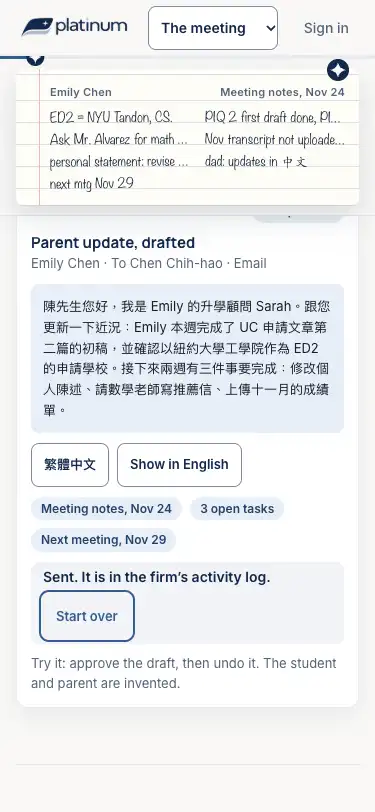 platinum
The meeting
Sign in
Emily Chen
Meeting notes, Nov 24
ED2 = NYU Tandon, CS.
Ask Mr. Alvarez for math ...
personal statement: revise ...
next mtg Nov 29
PIQ 2 first draft done, PI...
Nov transcript not uploade...
dad: updates in 中文
Parent update, drafted
Emily Chen · To Chen Chih-hao · Email
陳先生您好，我是 Emily 的升學顧問 Sarah。跟您
更新一下近況：Emily 本週完成了 UC 申請文章第
二篇的初稿，並確認以紐約大學工學院作為 ED2
的申請學校。接下來兩週有三件事要完成：修改個
人陳述、請數學老師寫推薦信、上傳十一月的成績
單。
繁體中文
Show in English
Meeting notes, Nov 24
3 open tasks
Next meeting, Nov 29
Sent. It is in the firm’s activity log.
Start over
Try it: approve the draft, then undo it. The student
and parent are invented.